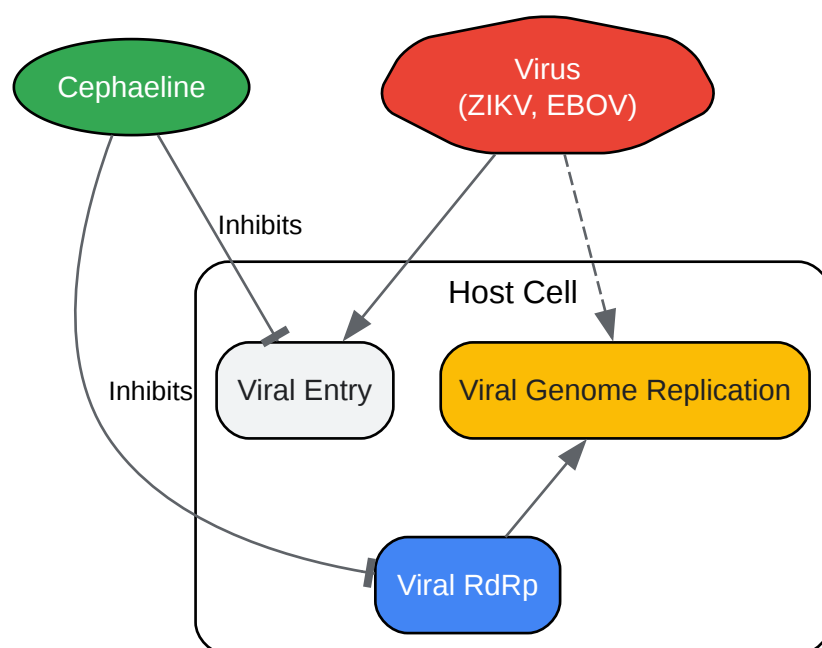 Cephaeline
Virus
(ZIKV, EBOV)
Inhibits
Host Cell
Inhibits
Viral Entry
Viral Genome Replication
Viral RdRp